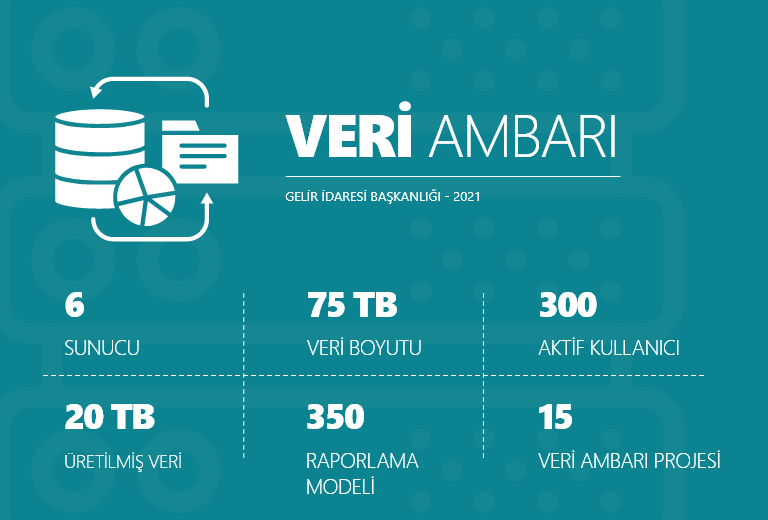 VERİ AMBARI
GELİR İDARESİ BAŞKANLIĞI - 2021
6
SUNUCU
75 TB
VERİ BOYUTU
300
AKTİF KULLANICI
20 TB
ÜRETİLMİŞ VERİ
350
RAPORLAMA
MODELİ
15
VERİ AMBARI PROJESİ